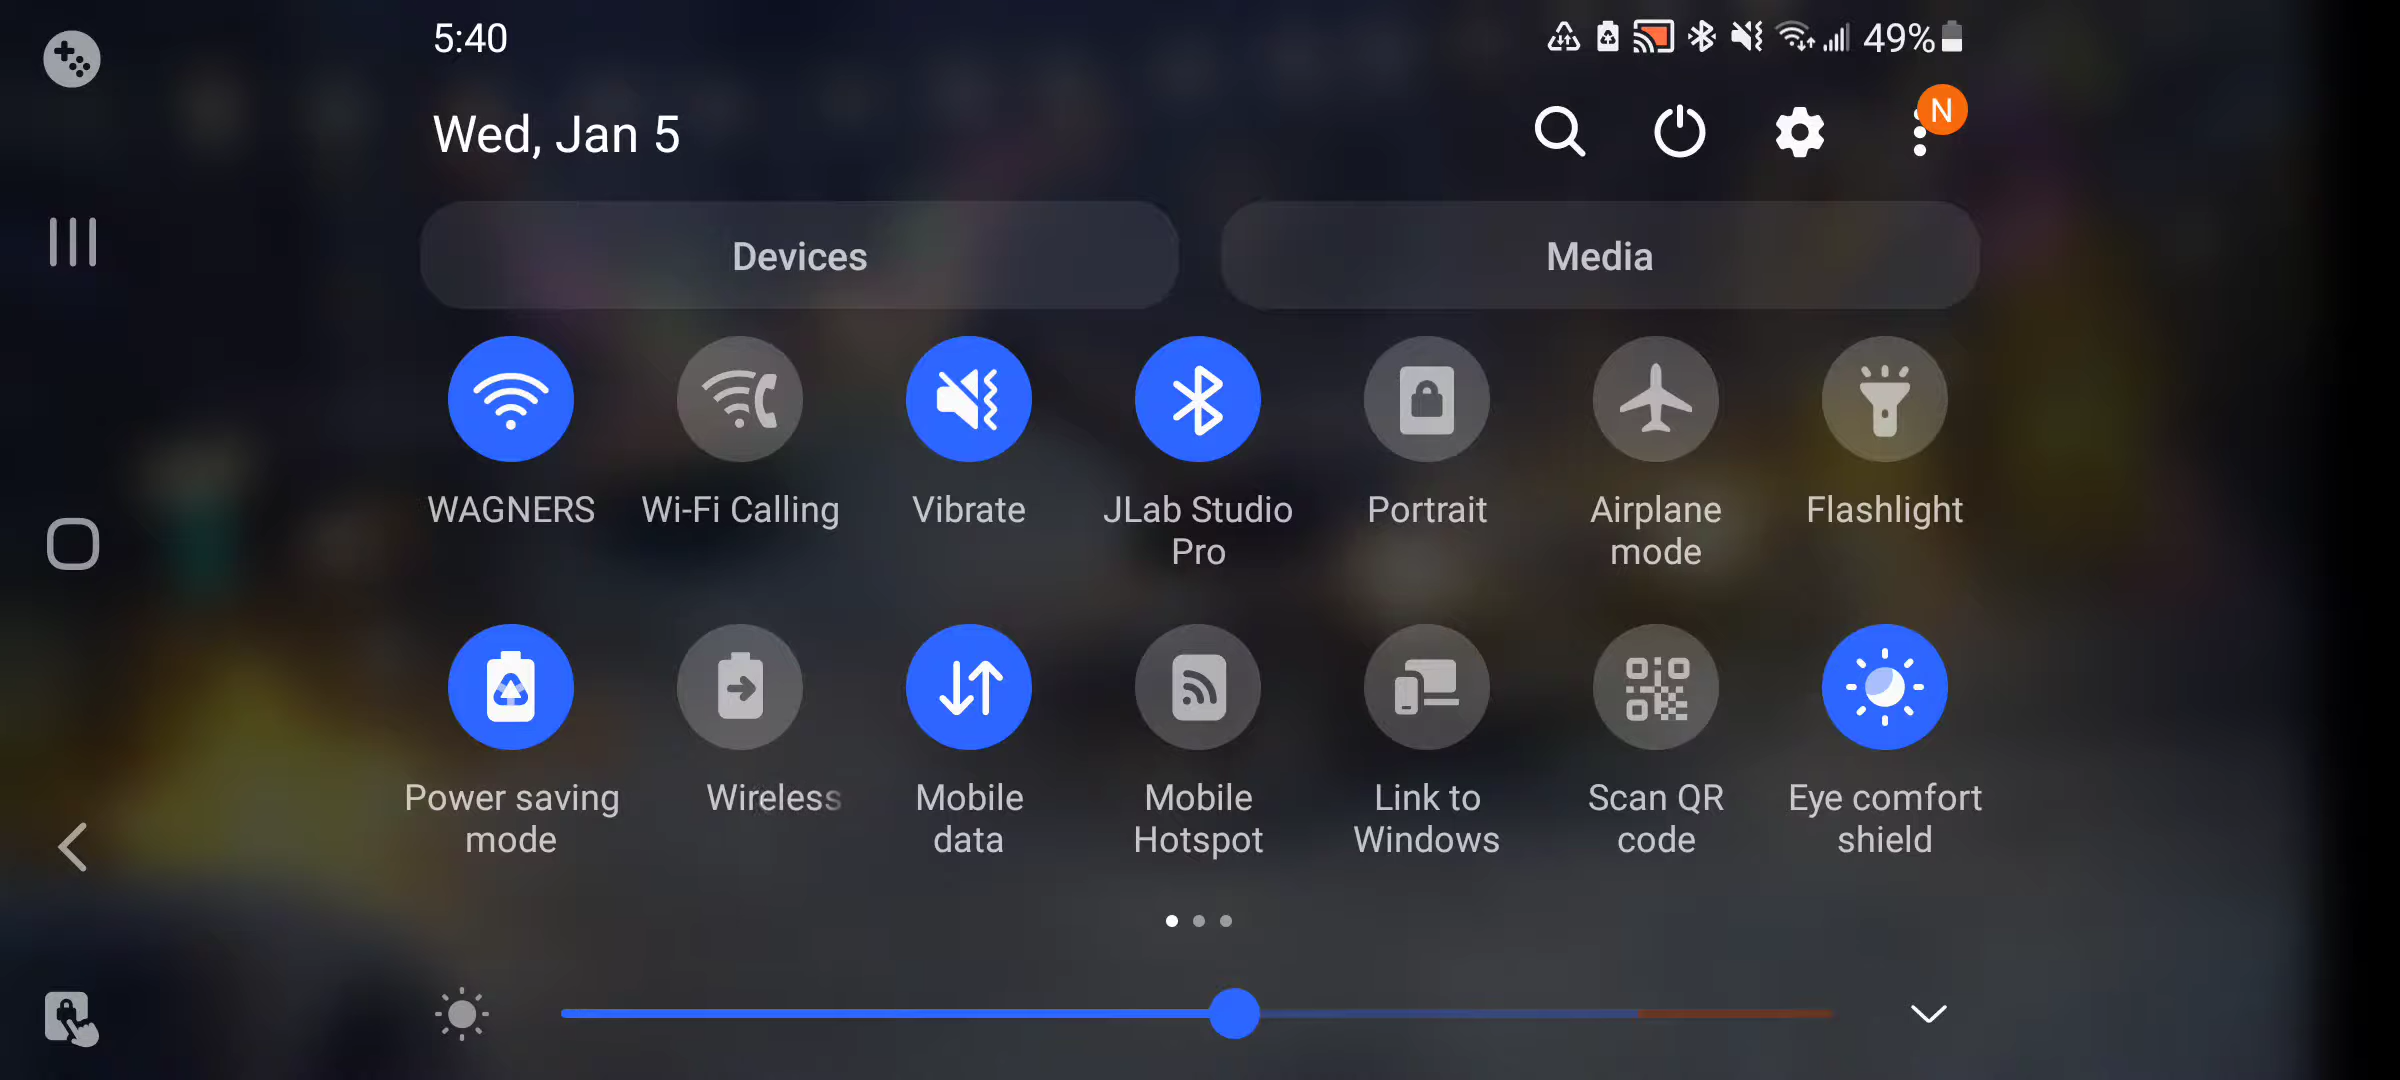 5:40
49%
Wed, Jan 5
N
Devices
Media
WAGNERS
Wi-Fi Calling
Vibrate
JLab Studio
Pro
Portrait
Airplane
mode
Flashlight
Power saving
mode
Wireless
Mobile
data
Mobile
Hotspot
Link to
Windows
Scan QR
code
Eye comfort
shield